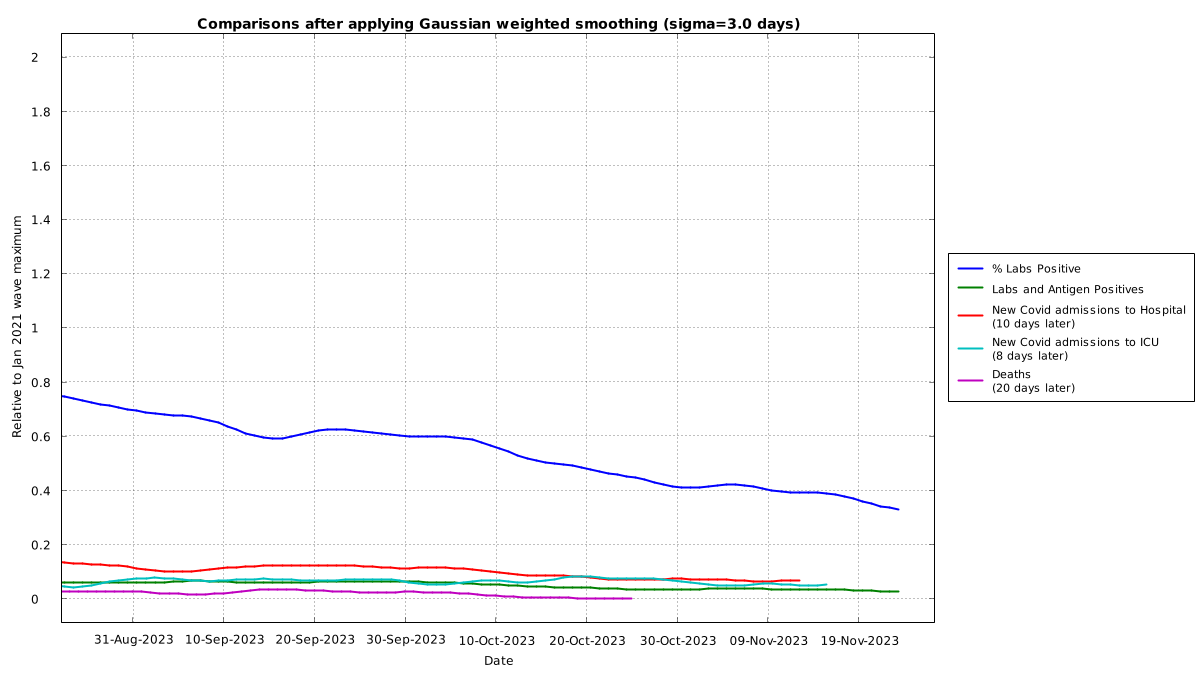 Comparisons after applying Gaussian weighted smoothing (sigma=3.0 days)
Relative to Jan 2021 wave maximum
2
1.8
1.6
1.4
1.2
1
0.8
0.6
0.4
0.2
0
31-Aug-2023 10-Sep-2023 20-Sep-2023 30-Sep-2023 10-Oct-2023 20-Oct-2023 30-Oct-2023 09-Nov-2023 19-Nov-2023
Date
% Labs Positive
Labs and Antigen Positives
New Covid admissions to Hospital
(10 days later)
New Covid admissions to ICU
(8 days later)
Deaths
(20 days later)